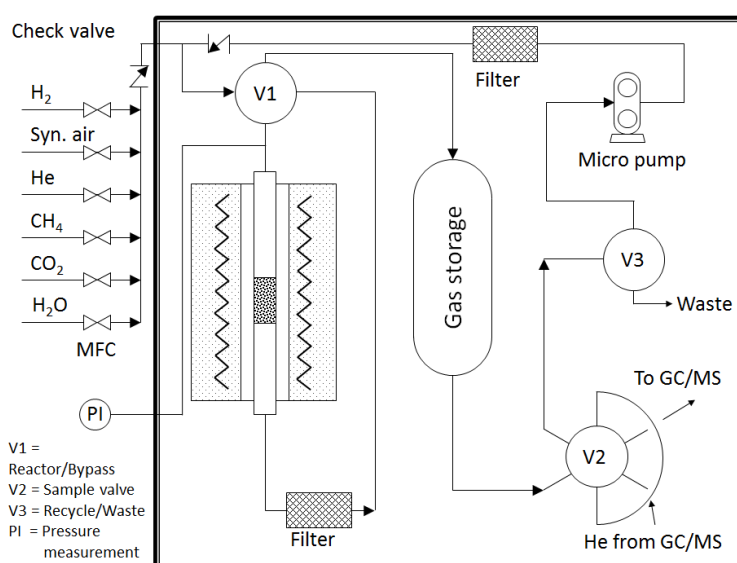 Check valve
H₂
Syn. air
He
CH₄
CO₂
H₂O
MFC
PI
V1 =
Reactor/Bypass
V2 = Sample valve
V3 = Recycle/Waste
PI = Pressure
measurement
V1
Filter
Gas storage
Filter
Micro pump
V3
Waste
To GC/MS
V2
He from GC/MS